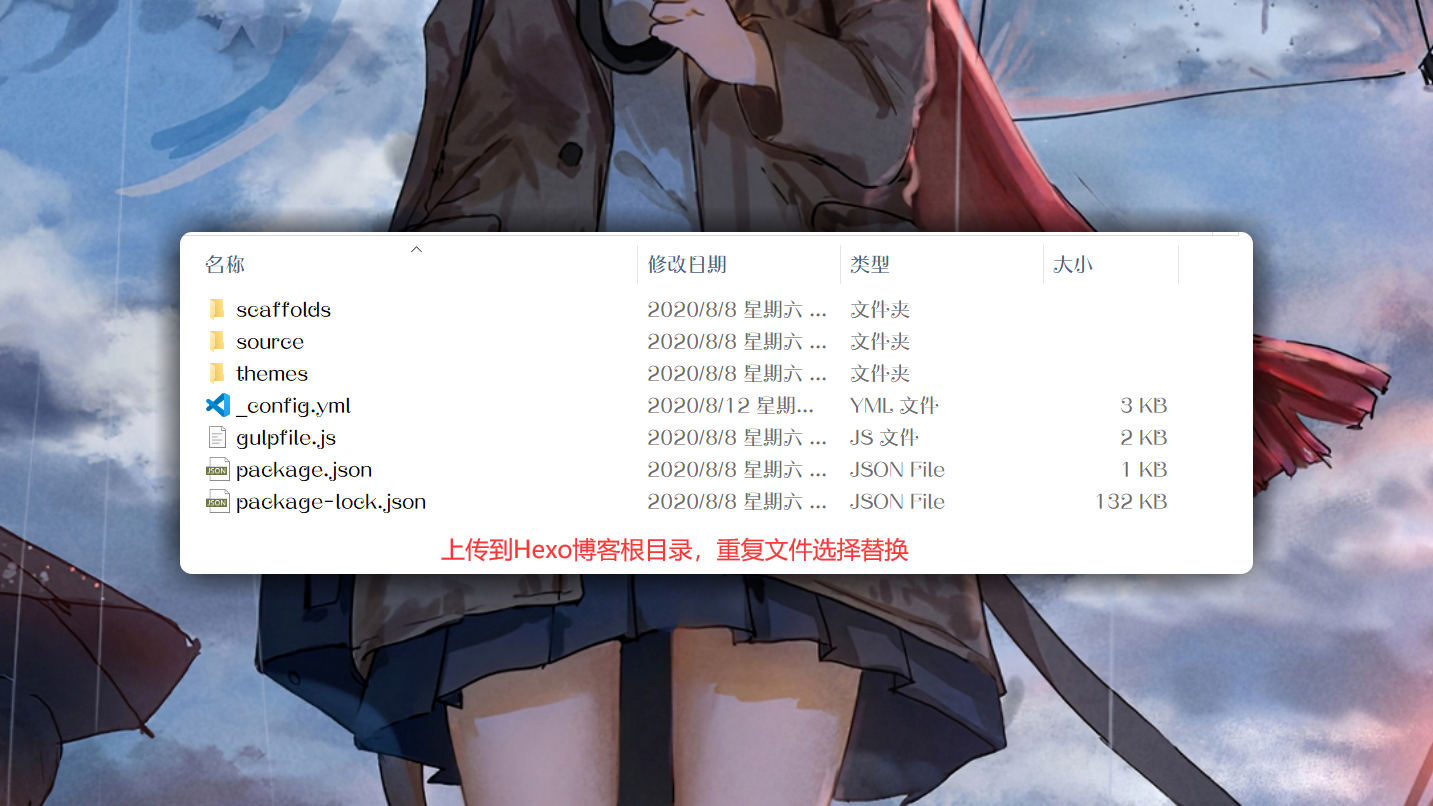 名称 修改日期 类型 大小
scaffolds 2020/8/8 星期六 ... 文件夹
source 2020/8/8 星期六 ... 文件夹
themes 2020/8/8 星期六 ... 文件夹
_config.yml 2020/8/12 星期... YML 文件 3 KB
gulpfile.js 2020/8/8 星期六 ... JS 文件 2 KB
JSON package.json 2020/8/8 星期六 ... JSON File 1 KB
JSON package-lock.json 2020/8/8 星期六 ... JSON File 132 KB
上传到Hexo博客根目录，重复文件选择替换